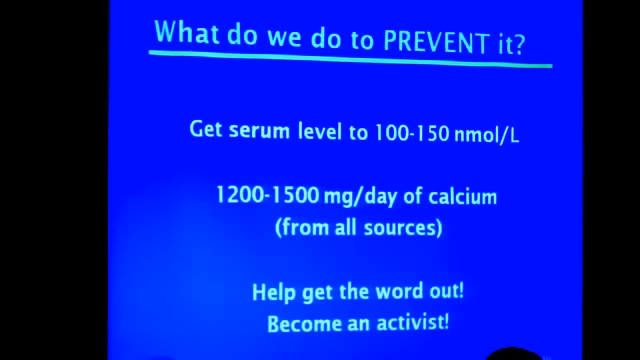 What do we do to PREVENT it?
Get serum level to 100-150 nmol/L
1200-1500 mg/day of calcium
(from all sources)
Help get the word out!
Become an activist!